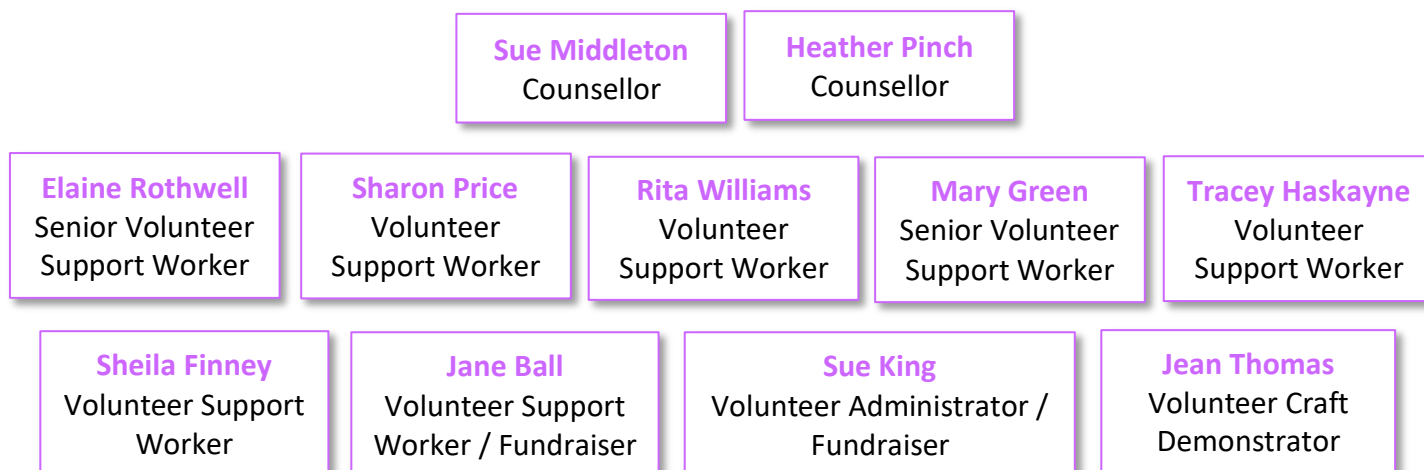 Sue Middleton
Counsellor
Heather Pinch
Counsellor
Elaine Rothwell
Senior Volunteer
Support Worker
Sharon Price
Volunteer
Support Worker
Rita Williams
Volunteer
Support Worker
Mary Green
Senior Volunteer
Support Worker
Tracey Haskayne
Volunteer
Support Worker
Sheila Finney
Volunteer Support
Worker
Jane Ball
Volunteer Support
Worker / Fundraiser
Sue King
Volunteer Administrator /
Fundraiser
Jean Thomas
Volunteer Craft
Demonstrator